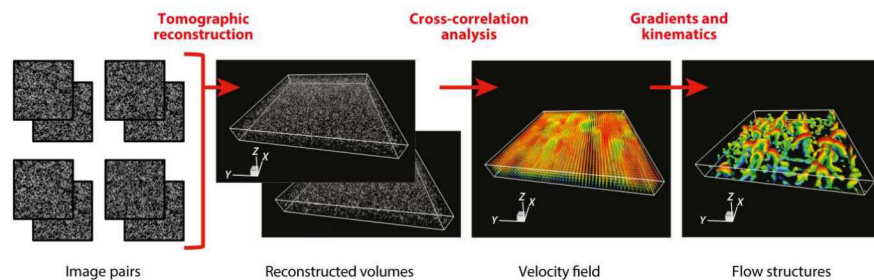 Tomographic
reconstruction
Cross-correlation
analysis
Gradients and
kinematics
Z
X
Y
Z
X
Y
Z
X
Y
Z
X
Y
Image pairs
Reconstructed volumes
Velocity field
Flow structures